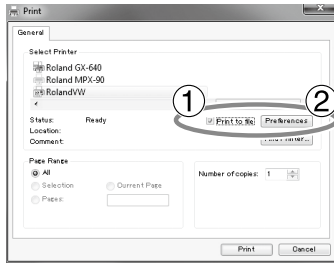 Print
General
Select Printer
Roland GX-640
Roland MPX-90
RolandVW
1 2
Status: Ready Print to file Preferences
Location:
Comment: Find Printer...
Page Range
All Number of copies: 1
Selection Current Page
Pages:
Print Cancel